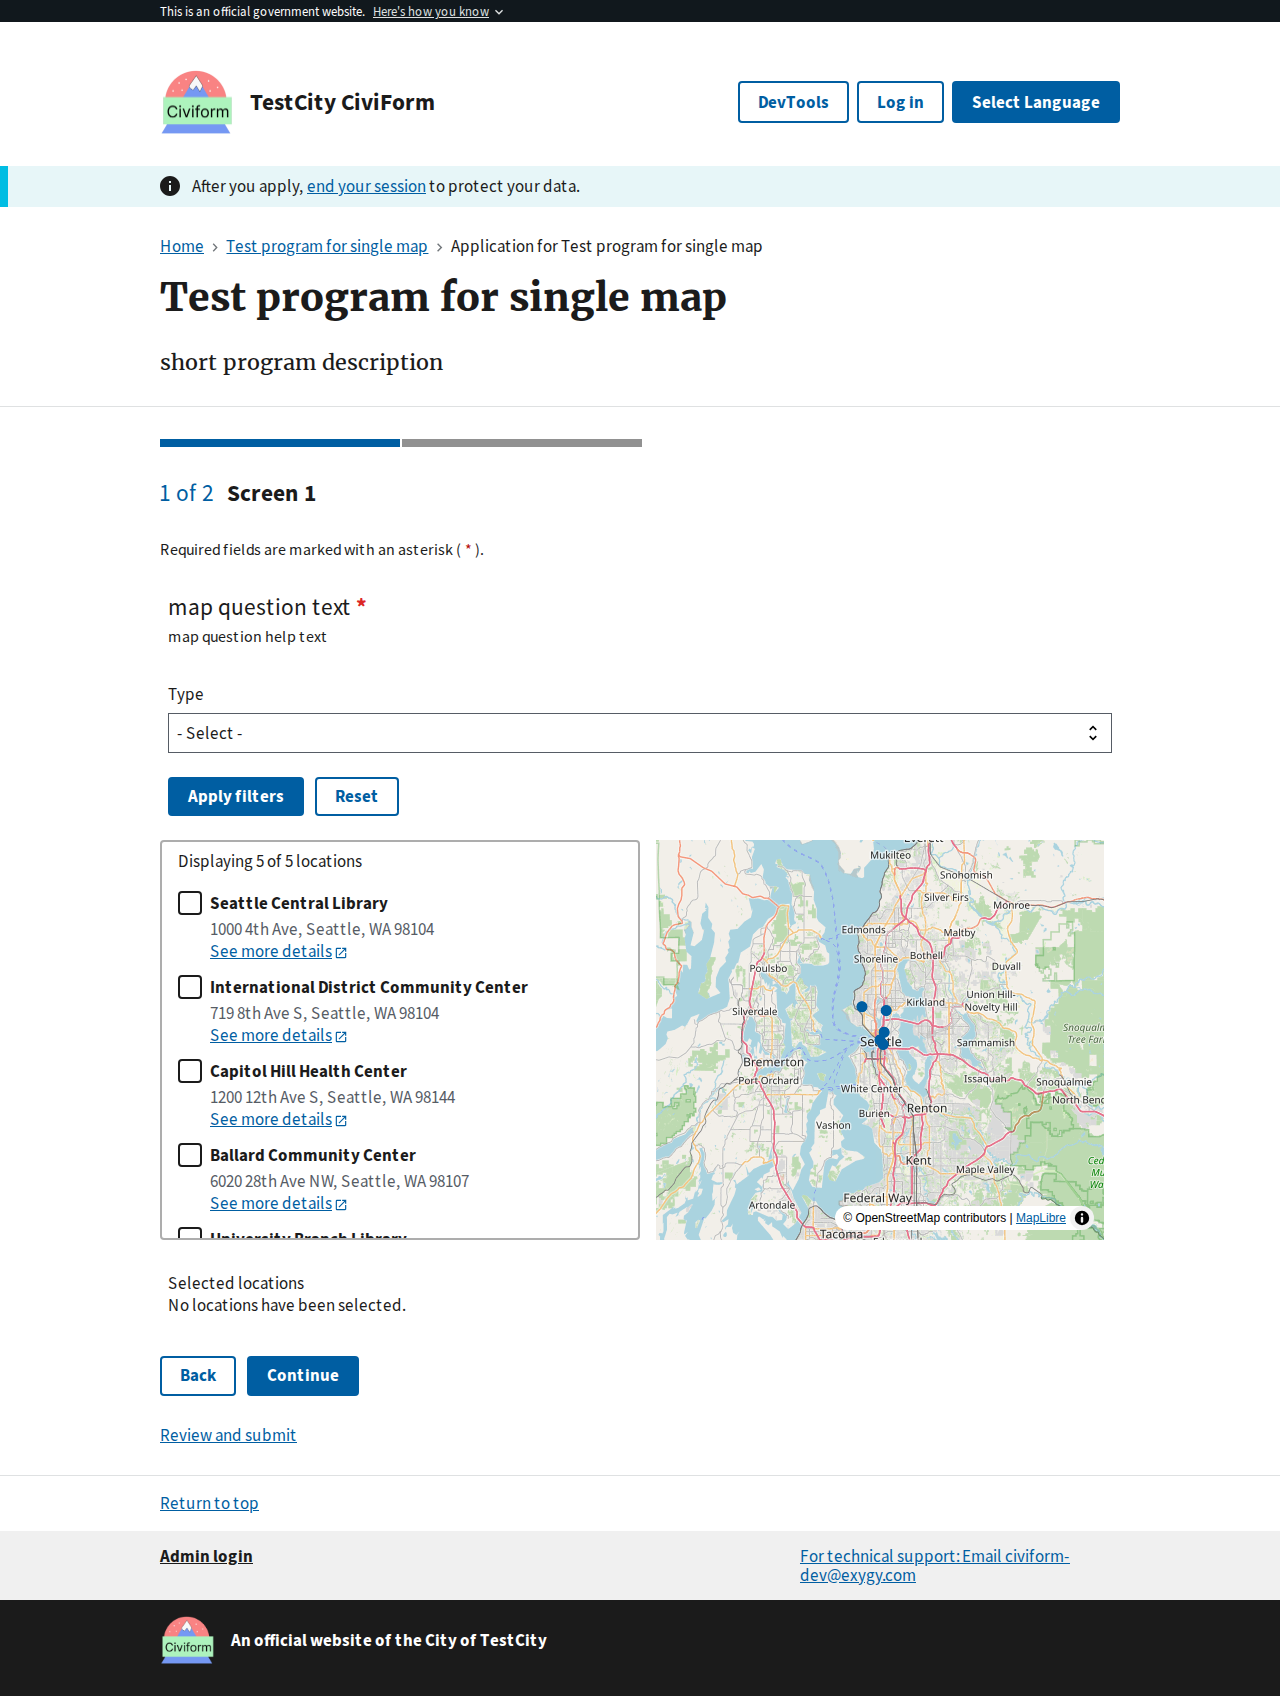 This is an official government website. Here's how you know
Civiform
TestCity CiviForm
DevTools
Log in
Select Language
After you apply, end your session to protect your data.
Home
Test program for single map
Application for Test program for single map
Test program for single map
short program description
1 of 2 Screen 1
Required fields are marked with an asterisk ( * ).
map question text *
map question help text
Type
- Select -
Apply filters
Reset
Displaying 5 of 5 locations
Seattle Central Library
1000 4th Ave, Seattle, WA 98104
See more details
International District Community Center
719 8th Ave S, Seattle, WA 98104
See more details
Capitol Hill Health Center
1200 12th Ave S, Seattle, WA 98144
See more details
Ballard Community Center
6020 28th Ave NW, Seattle, WA 98107
See more details
University Branch Library
Everett
Mukilteo
Snohomish
Silver Firs
Monroe
Edmonds
Maltby
Shoreline
Bothell
Poulsbo
Duvall
Union Hill-
Novelty Hill
Kirkland
Silverdale
Snoqualm
Tree Farm
Seattle
Sammamish
Bremerton
Port Orchard
White Center
Issaquah
Snoqualmie
North Bend
Burien
Renton
Vashon
Kent
Maple Valley
Ced
Mu
Wa
Artondale
Federal Way
Tacoma
© OpenStreetMap contributors | MapLibre
Selected locations
No locations have been selected.
Back
Continue
Review and submit
Return to top
Admin login
For technical support: Email civiform-
dev@exygy.com
Civiform
An official website of the City of TestCity